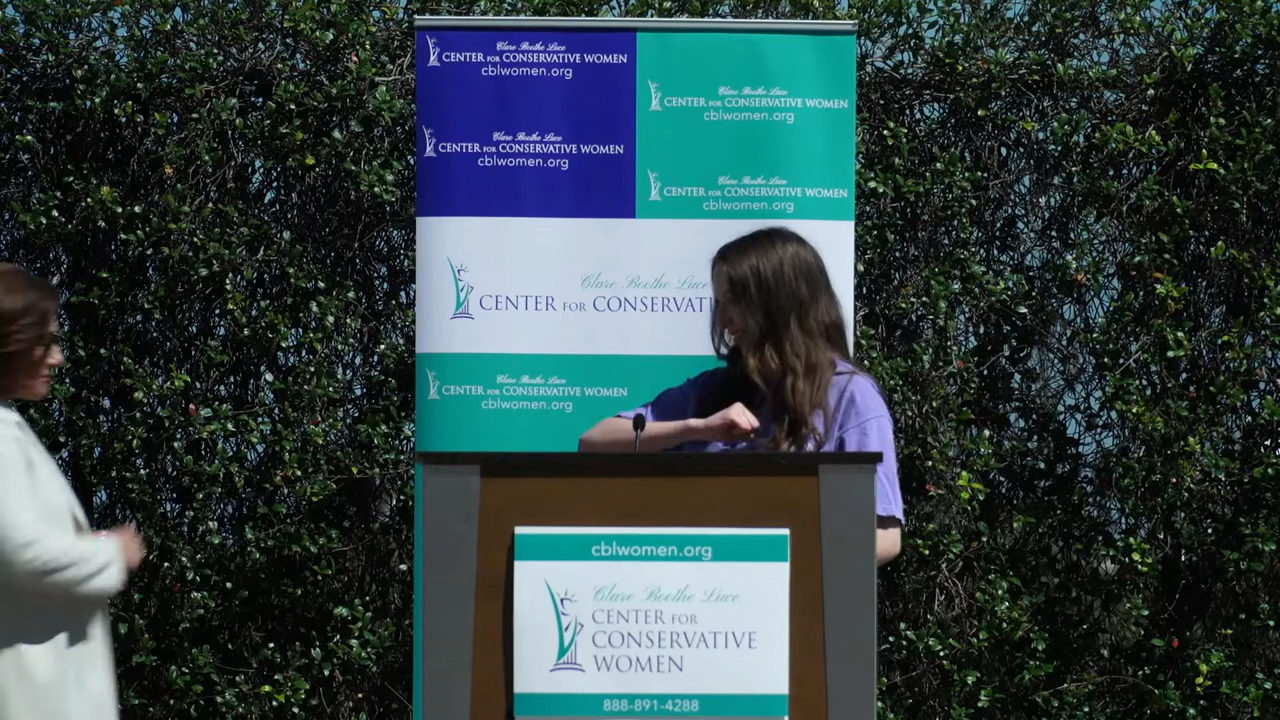 Clare Boothe Luce
CENTER FOR CONSERVATIVE WOMEN
cblwomen.org
Clare Boothe Luce
CENTER FOR CONSERVATIVE WOMEN
cblwomen.org
Clare Boothe Luce
CENTER FOR CONSERVATIVE WOMEN
cblwomen.org
Clare Boothe Luce
CENTER FOR CONSERVATIVE WOMEN
cblwomen.org
Clare Boothe Luce
CENTER FOR CONSERVATI
Clare Boothe Luce
CENTER FOR CONSERVATIVE WOMEN
cblwomen.org
cblwomen.org
Clare Boothe Luce
CENTER FOR
CONSERVATIVE
WOMEN
888-891-4288